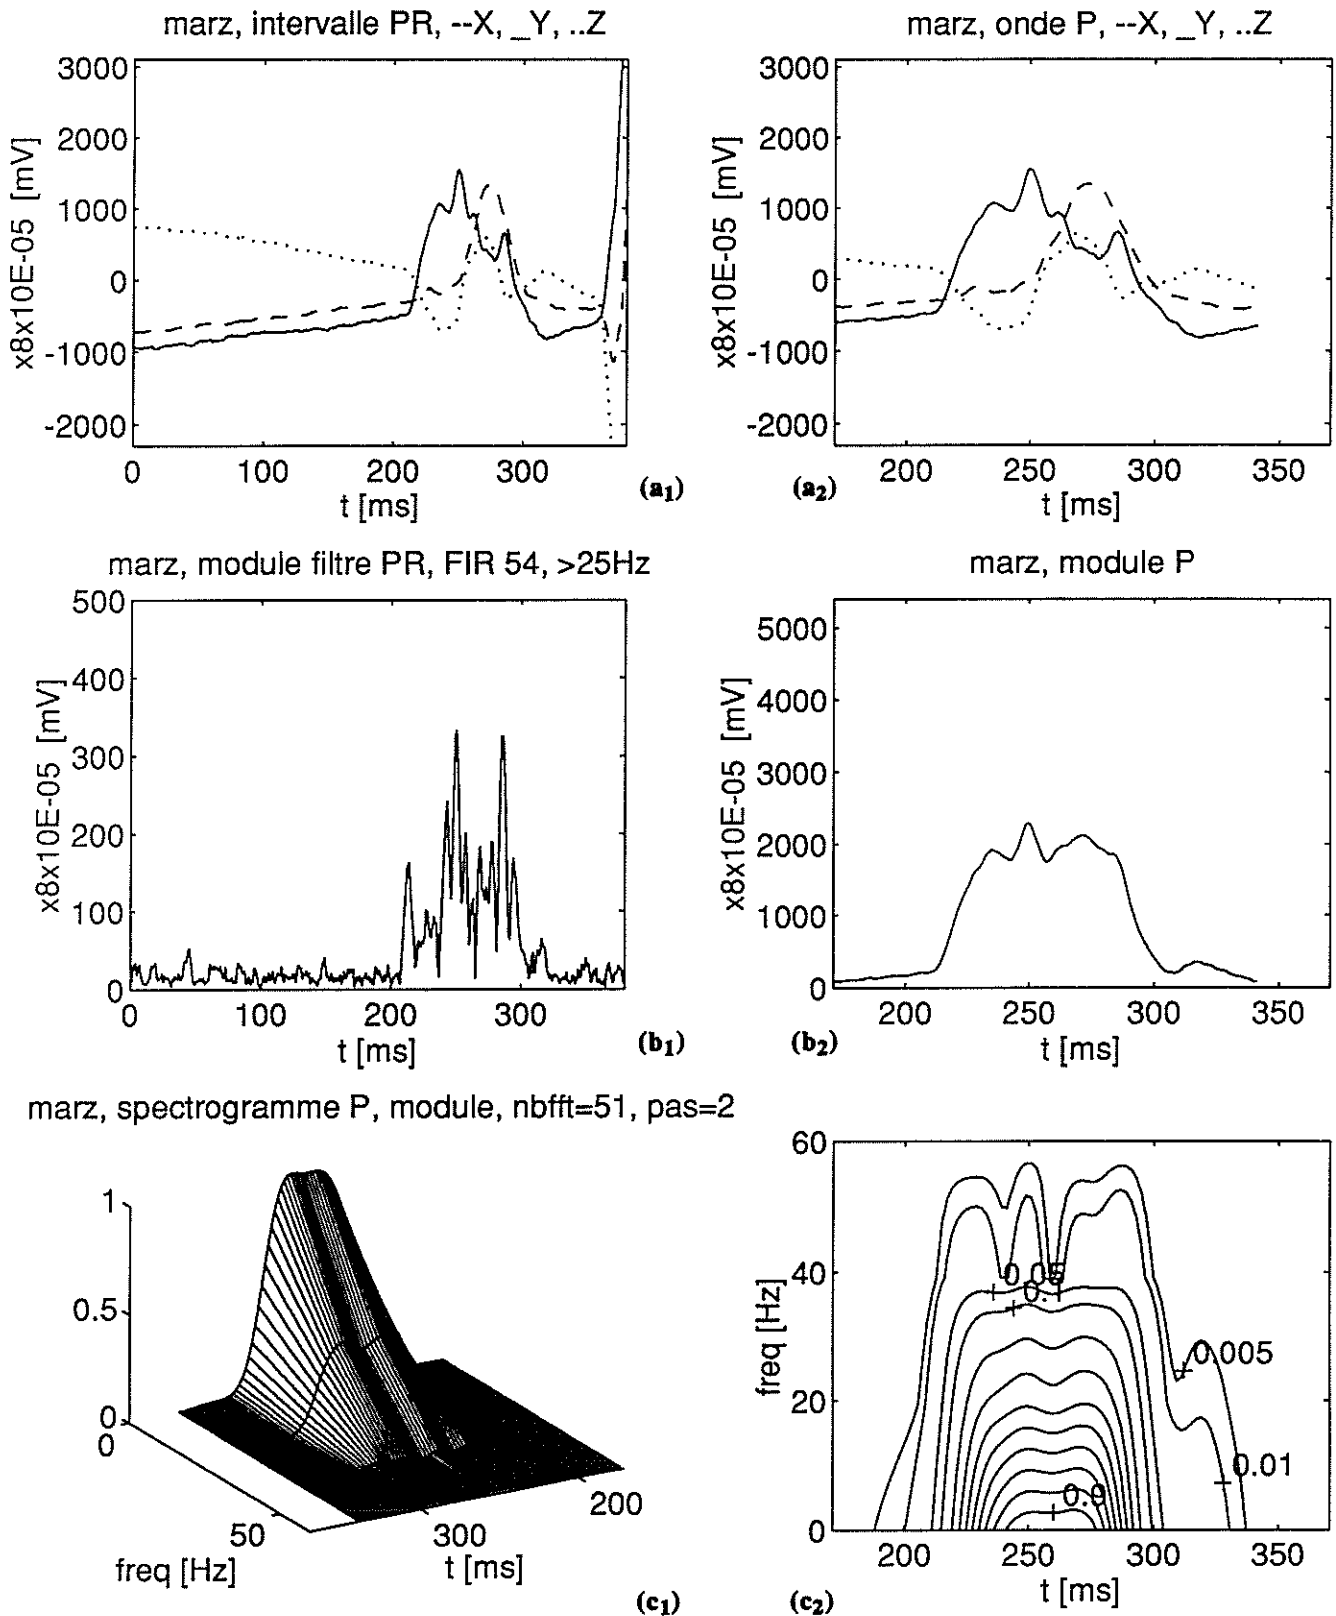 marz, intervalle PR, --X, _Y, ..Z
3000
2000
1000
0
-1000
-2000
x8x10E-05 [mV]
0 100 200 300
t [ms]
(a1)
marz, onde P, --X, _Y, ..Z
3000
2000
1000
0
-1000
-2000
x8x10E-05 [mV]
200 250 300 350
t [ms]
(a2)
marz, module filtre PR, FIR 54, >25Hz
500
400
300
200
100
0
x8x10E-05 [mV]
0 100 200 300
t [ms]
(b1)
marz, module P
5000
4000
3000
2000
1000
0
x8x10E-05 [mV]
200 250 300 350
t [ms]
(b2)
marz, spectrogramme P, module, nbfft=51, pas=2
1
0.5
0
0
50
freq [Hz]
200
300
t [ms]
(c1)
60
40
20
0
freq [Hz]
0.05
0.005
0.01
0.9
200 250 300 350
t [ms]
(c2)